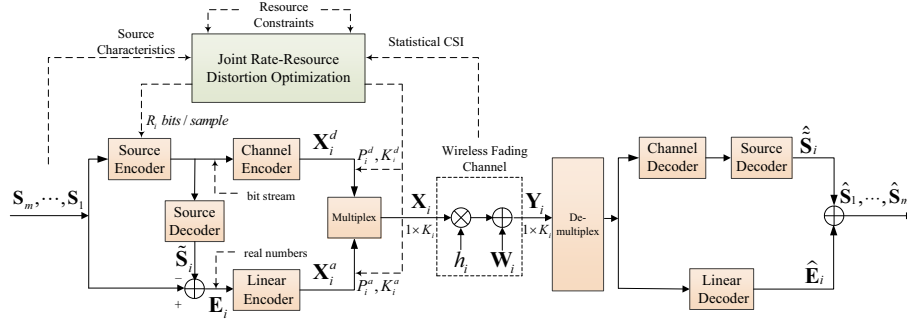 Resource
Constraints
Source
Characteristics
Joint Rate-Resource
Distortion Optimization
Statistical CSI
R_i bits / sample
Source
Encoder
Channel
Encoder
X_i^d
P_i^d, K_i^d
bit stream
S_m, ···, S_1
Source
Decoder
S̃_i
−
+
E_i
real numbers
Linear
Encoder
X_i^a
P_i^a, K_i^a
Multiplex
X_i
1 × K_i
Wireless Fading
Channel
h_i
W_i
Y_i
1 × K_i
De-
multiplex
Channel
Decoder
Source
Decoder
Ŝ̃_i
Linear
Decoder
Ê_i
Ŝ_1, ···, Ŝ_m